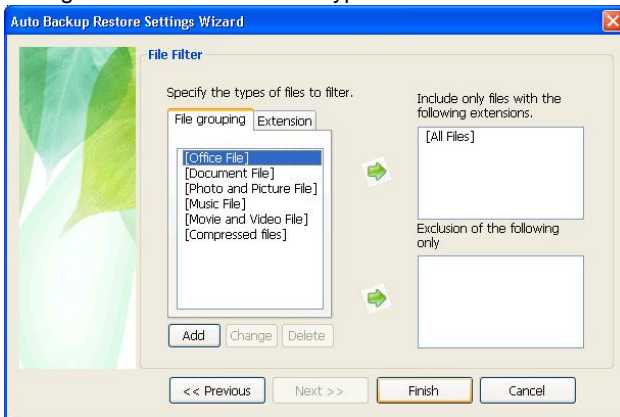 Auto Backup Restore Settings Wizard
File Filter
Specify the types of files to filter.
File grouping
Extension
[Office File]
[Document File]
[Photo and Picture File]
[Music File]
[Movie and Video File]
[Compressed files]
Add
Change
Delete
Include only files with the
following extensions.
[All Files]
Exclusion of the following
only
<< Previous
Next >>
Finish
Cancel